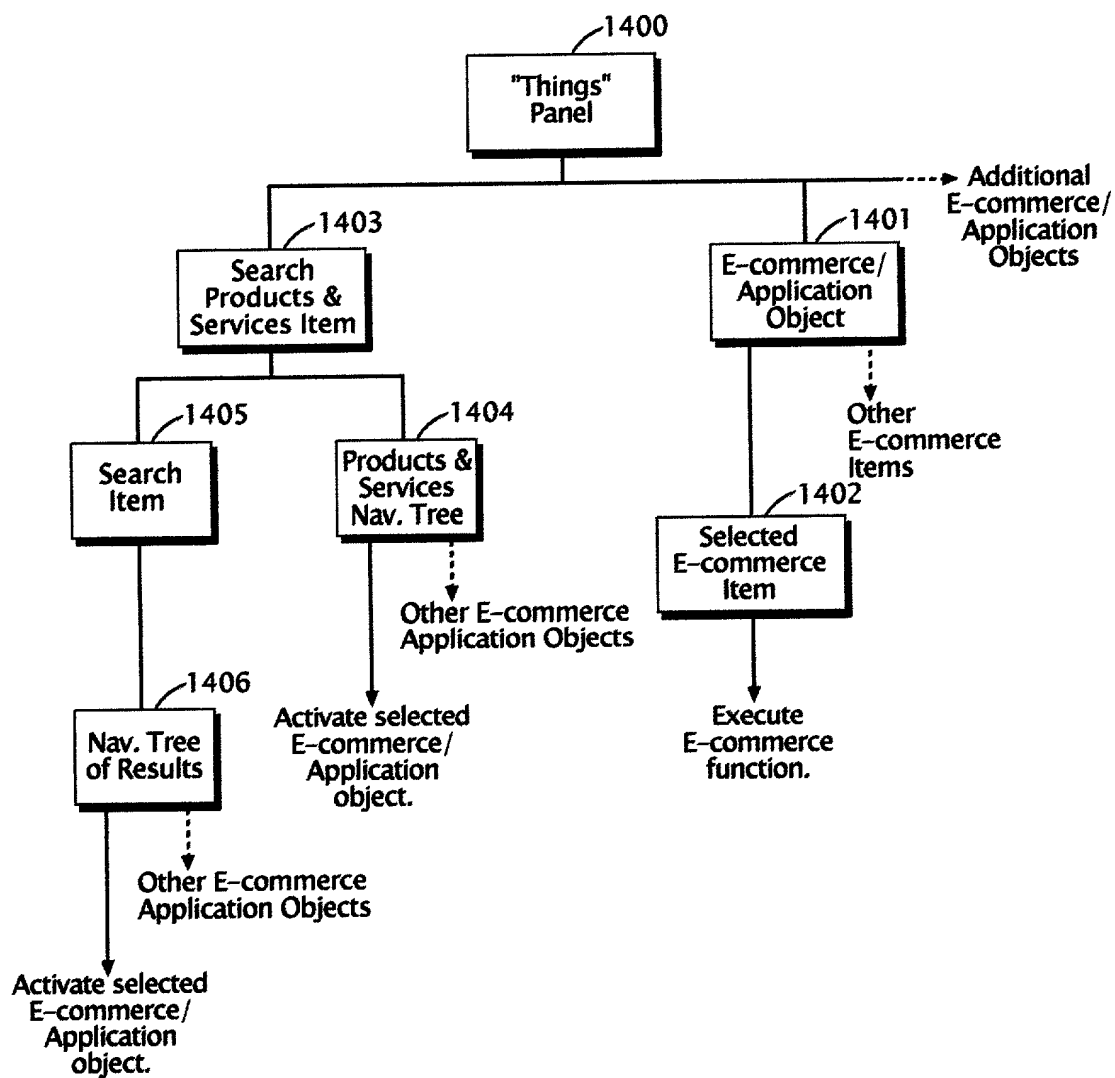 1400
"Things"
Panel
Additional
E-commerce/
Application
Objects
1403
Search
Products &
Services Item
1401
E-commerce/
Application
Object
1405
Search
Item
1404
Products &
Services
Nav. Tree
Other
E-commerce
Items
1402
Selected
E-commerce
Item
Other E-commerce
Application Objects
1406
Nav. Tree
of Results
Activate selected
E-commerce/
Application
object.
Execute
E-commerce
function.
Other E-commerce
Application Objects
Activate selected
E-commerce/
Application
object.